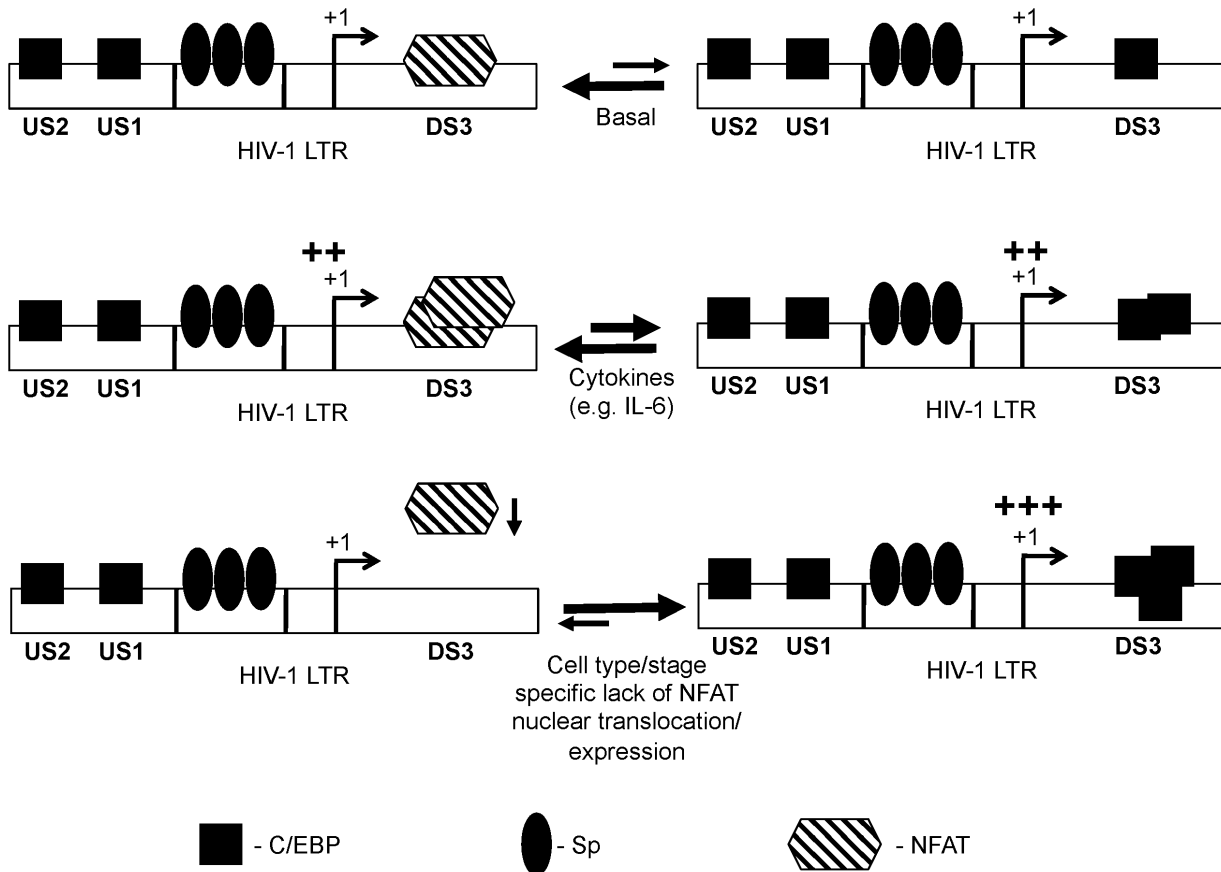 +1
+1
US2 US1 DS3
Basal
US2 US1 DS3
HIV-1 LTR
HIV-1 LTR
++
+1
++
+1
US2 US1 DS3
Cytokines
(e.g. IL-6)
US2 US1 DS3
HIV-1 LTR
HIV-1 LTR
+1
+++
+1
US2 US1 DS3
US2 US1 DS3
HIV-1 LTR
Cell type/stage
specific lack of NFAT
nuclear translocation/
expression
HIV-1 LTR
- C/EBP
- Sp
- NFAT